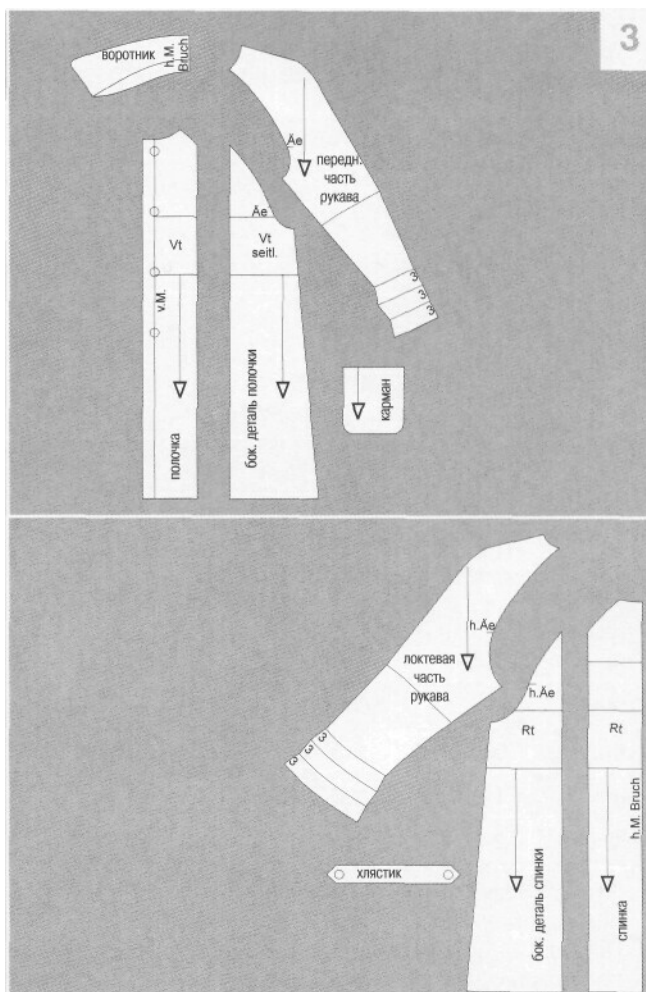 3
воротник
h.M.
Bruch
Äe
передн.
часть
рукава
Äe
Vt
Vt
seitl.
v.M.
3
3
3
полочка
бок. деталь полочки
карман
h.Äe
локтевая
часть
рукава
h.Äe
3
3
3
Rt
Rt
h.M. Bruch
хлястик
бок. деталь спинки
спинка